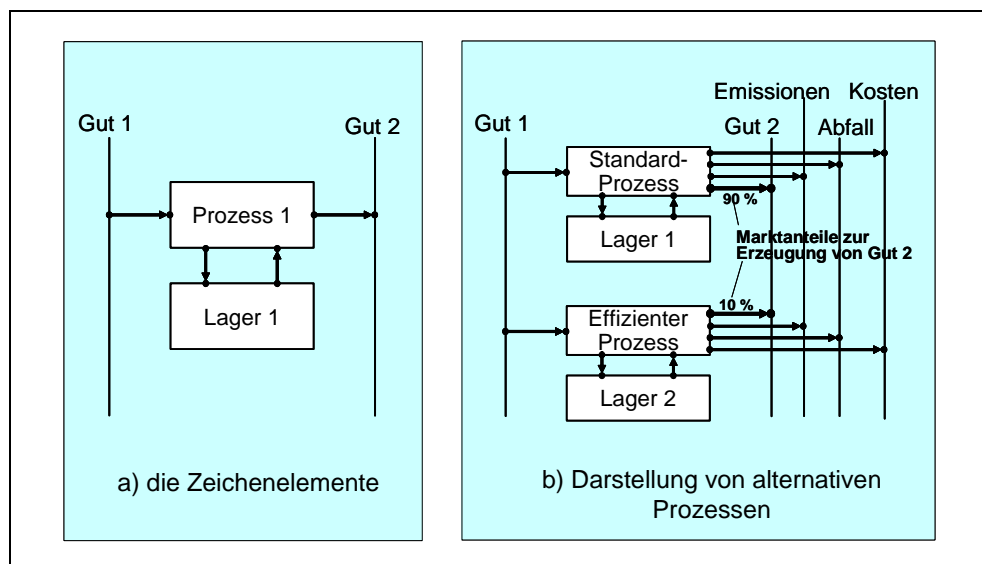 Gut 1
Gut 2
Prozess 1
Lager 1
a) die Zeichenelemente
Emissionen
Kosten
Gut 1
Gut 2
Abfall
Standard-
Prozess
90 %
Lager 1
Marktanteile zur
Erzeugung von Gut 2
10 %
Effizienter
Prozess
Lager 2
b) Darstellung von alternativen
Prozessen